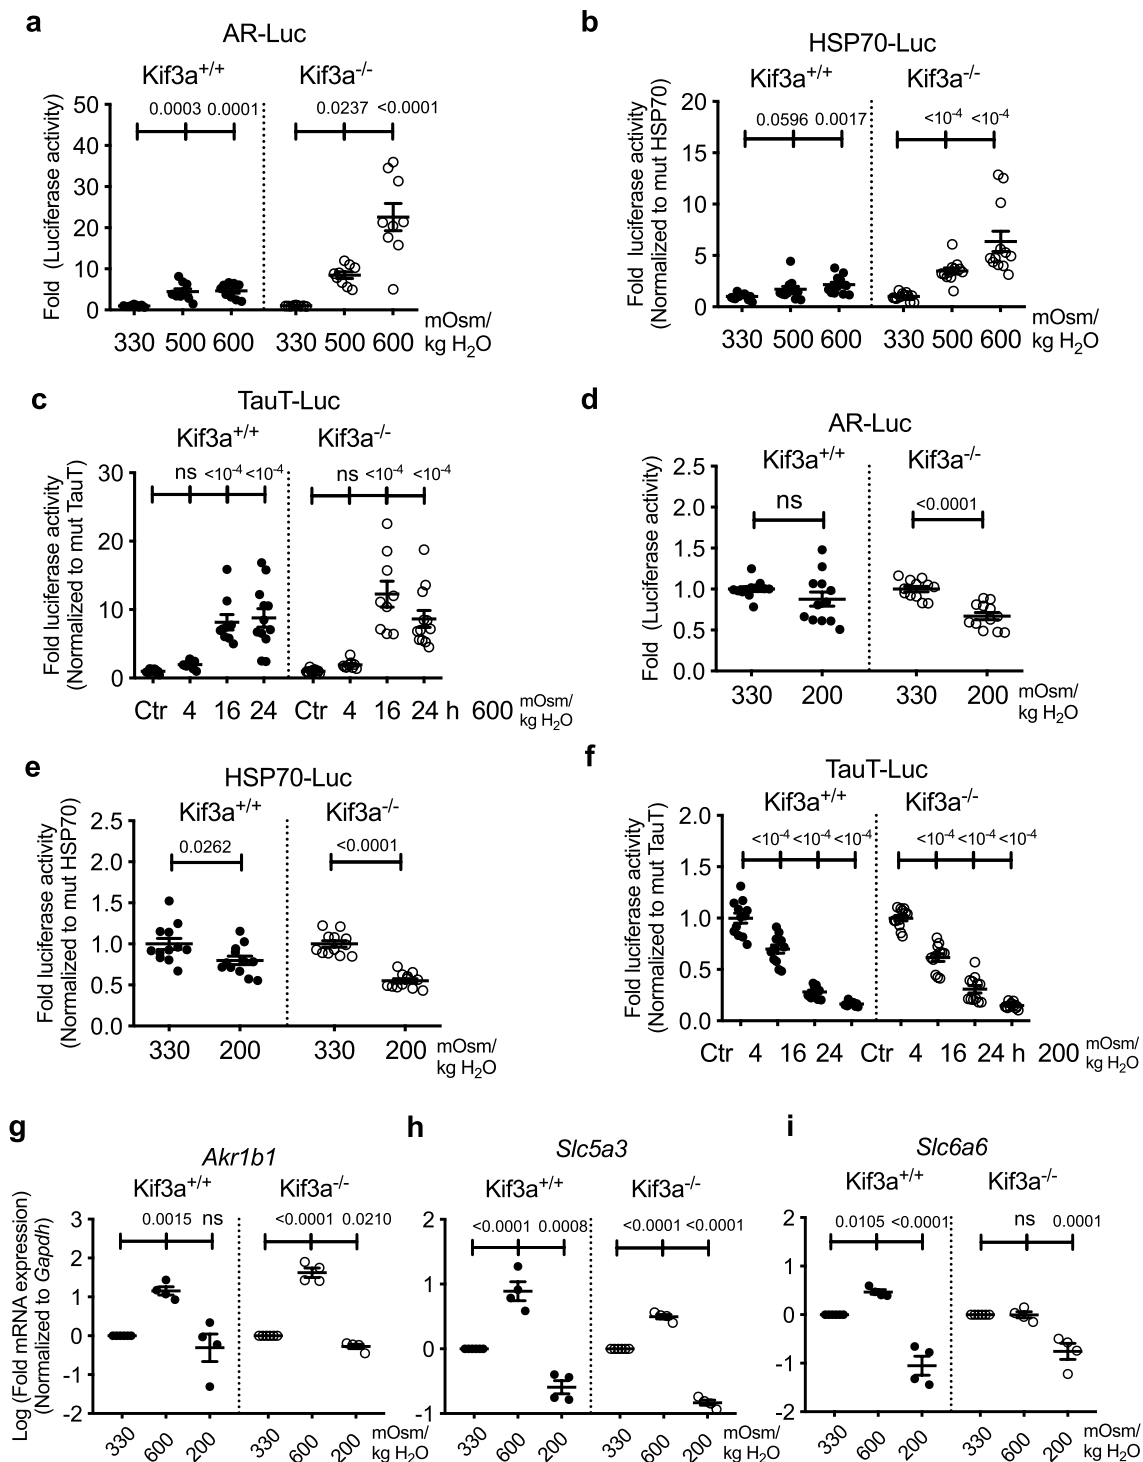 a
AR-Luc
Kif3a+/+ Kif3a-/-
0.0003 0.0001 0.0237 <0.0001
Fold (Luciferase activity)
50
40
30
20
10
0
330 500 600 330 500 600 mOsm/
kg H2O
b
HSP70-Luc
Kif3a+/+ Kif3a-/-
0.0596 0.0017 <10-4 <10-4
Fold luciferase activity
(Normalized to mut HSP70)
20
15
10
5
0
330 500 600 330 500 600 mOsm/
kg H2O
c
TauT-Luc
Kif3a+/+ Kif3a-/-
ns <10-4 <10-4 ns <10-4 <10-4
Fold luciferase activity
(Normalized to mut TauT)
30
20
10
0
Ctr 4 16 24 Ctr 4 16 24 h 600 mOsm/
kg H2O
d
AR-Luc
Kif3a+/+ Kif3a-/-
ns <0.0001
Fold (Luciferase activity)
2.5
2.0
1.5
1.0
0.5
0.0
330 200 330 200 mOsm/
kg H2O
e
HSP70-Luc
Kif3a+/+ Kif3a-/-
0.0262 <0.0001
Fold luciferase activity
(Normalized to mut HSP70)
2.5
2.0
1.5
1.0
0.5
0.0
330 200 330 200 mOsm/
kg H2O
f
TauT-Luc
Kif3a+/+ Kif3a-/-
<10-4 <10-4 <10-4 <10-4 <10-4 <10-4
Fold luciferase activity
(Normalized to mut TauT)
2.0
1.5
1.0
0.5
0.0
Ctr 4 16 24 Ctr 4 16 24 h 200 mOsm/
kg H2O
g
Akr1b1
Kif3a+/+ Kif3a-/-
0.0015 ns <0.0001 0.0210
Log (Fold mRNA expression)
(Normalized to Gapdh)
3
2
1
0
-1
-2
330 600 200 330 600 200 mOsm/
kg H2O
h
Slc5a3
Kif3a+/+ Kif3a-/-
<0.0001 0.0008 <0.0001 <0.0001
2
1
0
-1
330 600 200 330 600 200 mOsm/
kg H2O
i
Slc6a6
Kif3a+/+ Kif3a-/-
0.0105 <0.0001 ns 0.0001
2
1
0
-1
-2
330 600 200 330 600 200 mOsm/
kg H2O